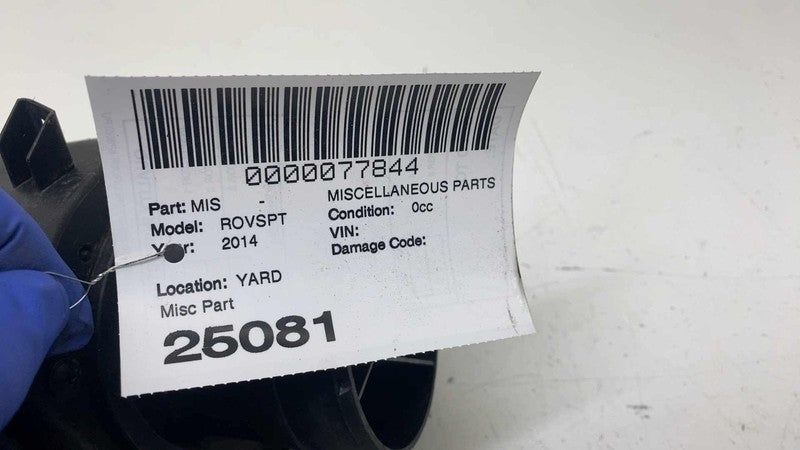 0000077844
Part: MIS - MISCELLANEOUS PARTS
Model: ROVSPT Condition: 0cc
Year: 2014 VIN:
Damage Code:
Location: YARD
Misc Part
25081